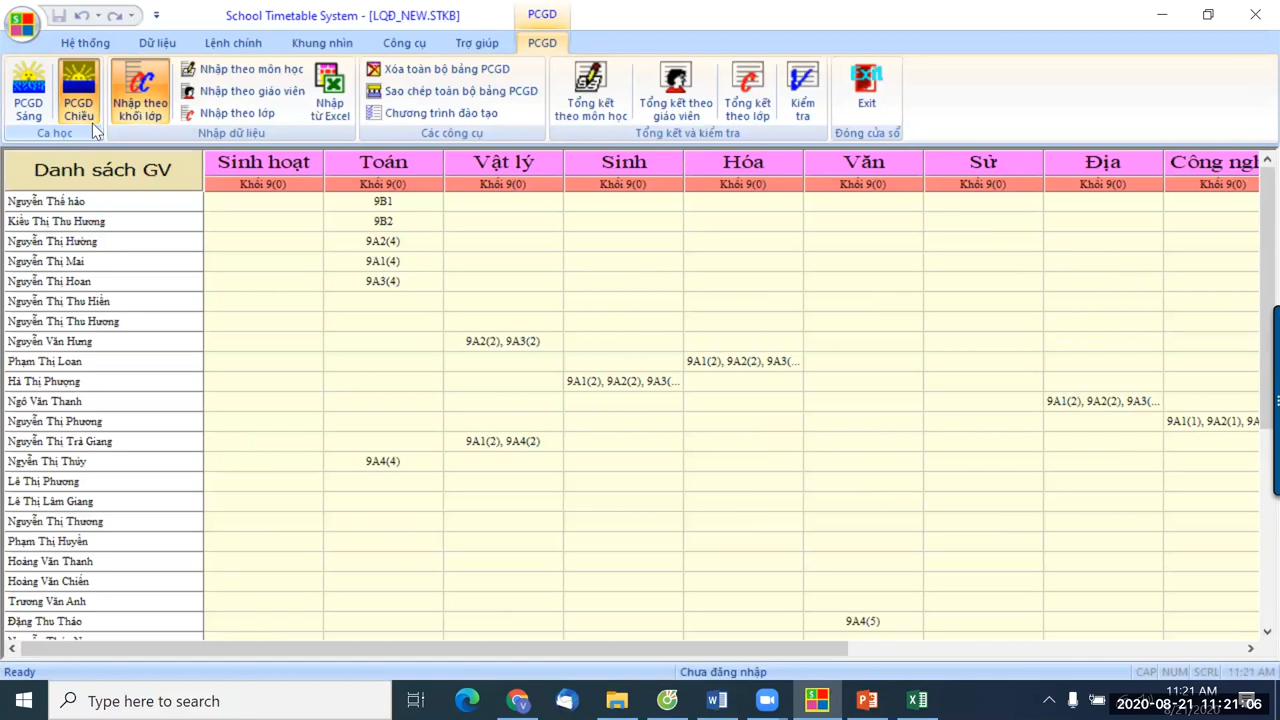 School Timetable System - [LQĐ_NEW.STKB]
PCGD
Hệ thống Dữ liệu Lệnh chính Khung nhìn Công cụ Trợ giúp PCGD
PCGD Sáng
PCGD Chiều
Nhập theo khối lớp
Nhập theo môn học
Nhập theo giáo viên
Nhập theo lớp
Nhập từ Excel
Xóa toàn bộ bảng PCGD
Sao chép toàn bộ bảng PCGD
Chương trình đào tạo
Tổng kết theo môn học
Tổng kết theo giáo viên
Tổng kết theo lớp
Kiểm tra
Exit
Ca học Nhập dữ liệu Các công cụ Tổng kết và kiểm tra Đóng cửa sổ
Danh sách GV Sinh hoạt Toán Vật lý Sinh Hóa Văn Sử Địa Công ngh
Khối 9(0) Khối 9(0) Khối 9(0) Khối 9(0) Khối 9(0) Khối 9(0) Khối 9(0) Khối 9(0) Khối 9(0)
Nguyễn Thế hảo 9B1
Kiều Thị Thu Hương 9B2
Nguyễn Thị Hường 9A2(4)
Nguyễn Thị Mai 9A1(4)
Nguyễn Thị Hoan 9A3(4)
Nguyễn Thị Thu Hiền
Nguyễn Thị Thu Hương
Nguyễn Văn Hưng 9A2(2), 9A3(2)
Phạm Thị Loan 9A1(2), 9A2(2), 9A3(...
Hà Thị Phượng 9A1(2), 9A2(2), 9A3(...
Ngô Văn Thanh 9A1(2), 9A2(2), 9A3(...
Nguyễn Thị Phương 9A1(1), 9A2(1), 9A
Nguyễn Thị Trà Giang 9A1(2), 9A4(2)
Ngyễn Thị Thúy 9A4(4)
Lê Thị Phương
Lê Thị Lâm Giang
Nguyễn Thị Thương
Phạm Thị Huyền
Hoàng Văn Thanh
Hoàng Văn Chiến
Trương Văn Anh
Đặng Thu Thảo 9A4(5)
Ready Chưa đăng nhập CAP NUM SCRL 11:21 AM
Type here to search
11:21 AM
2020-08-21 11:21:06